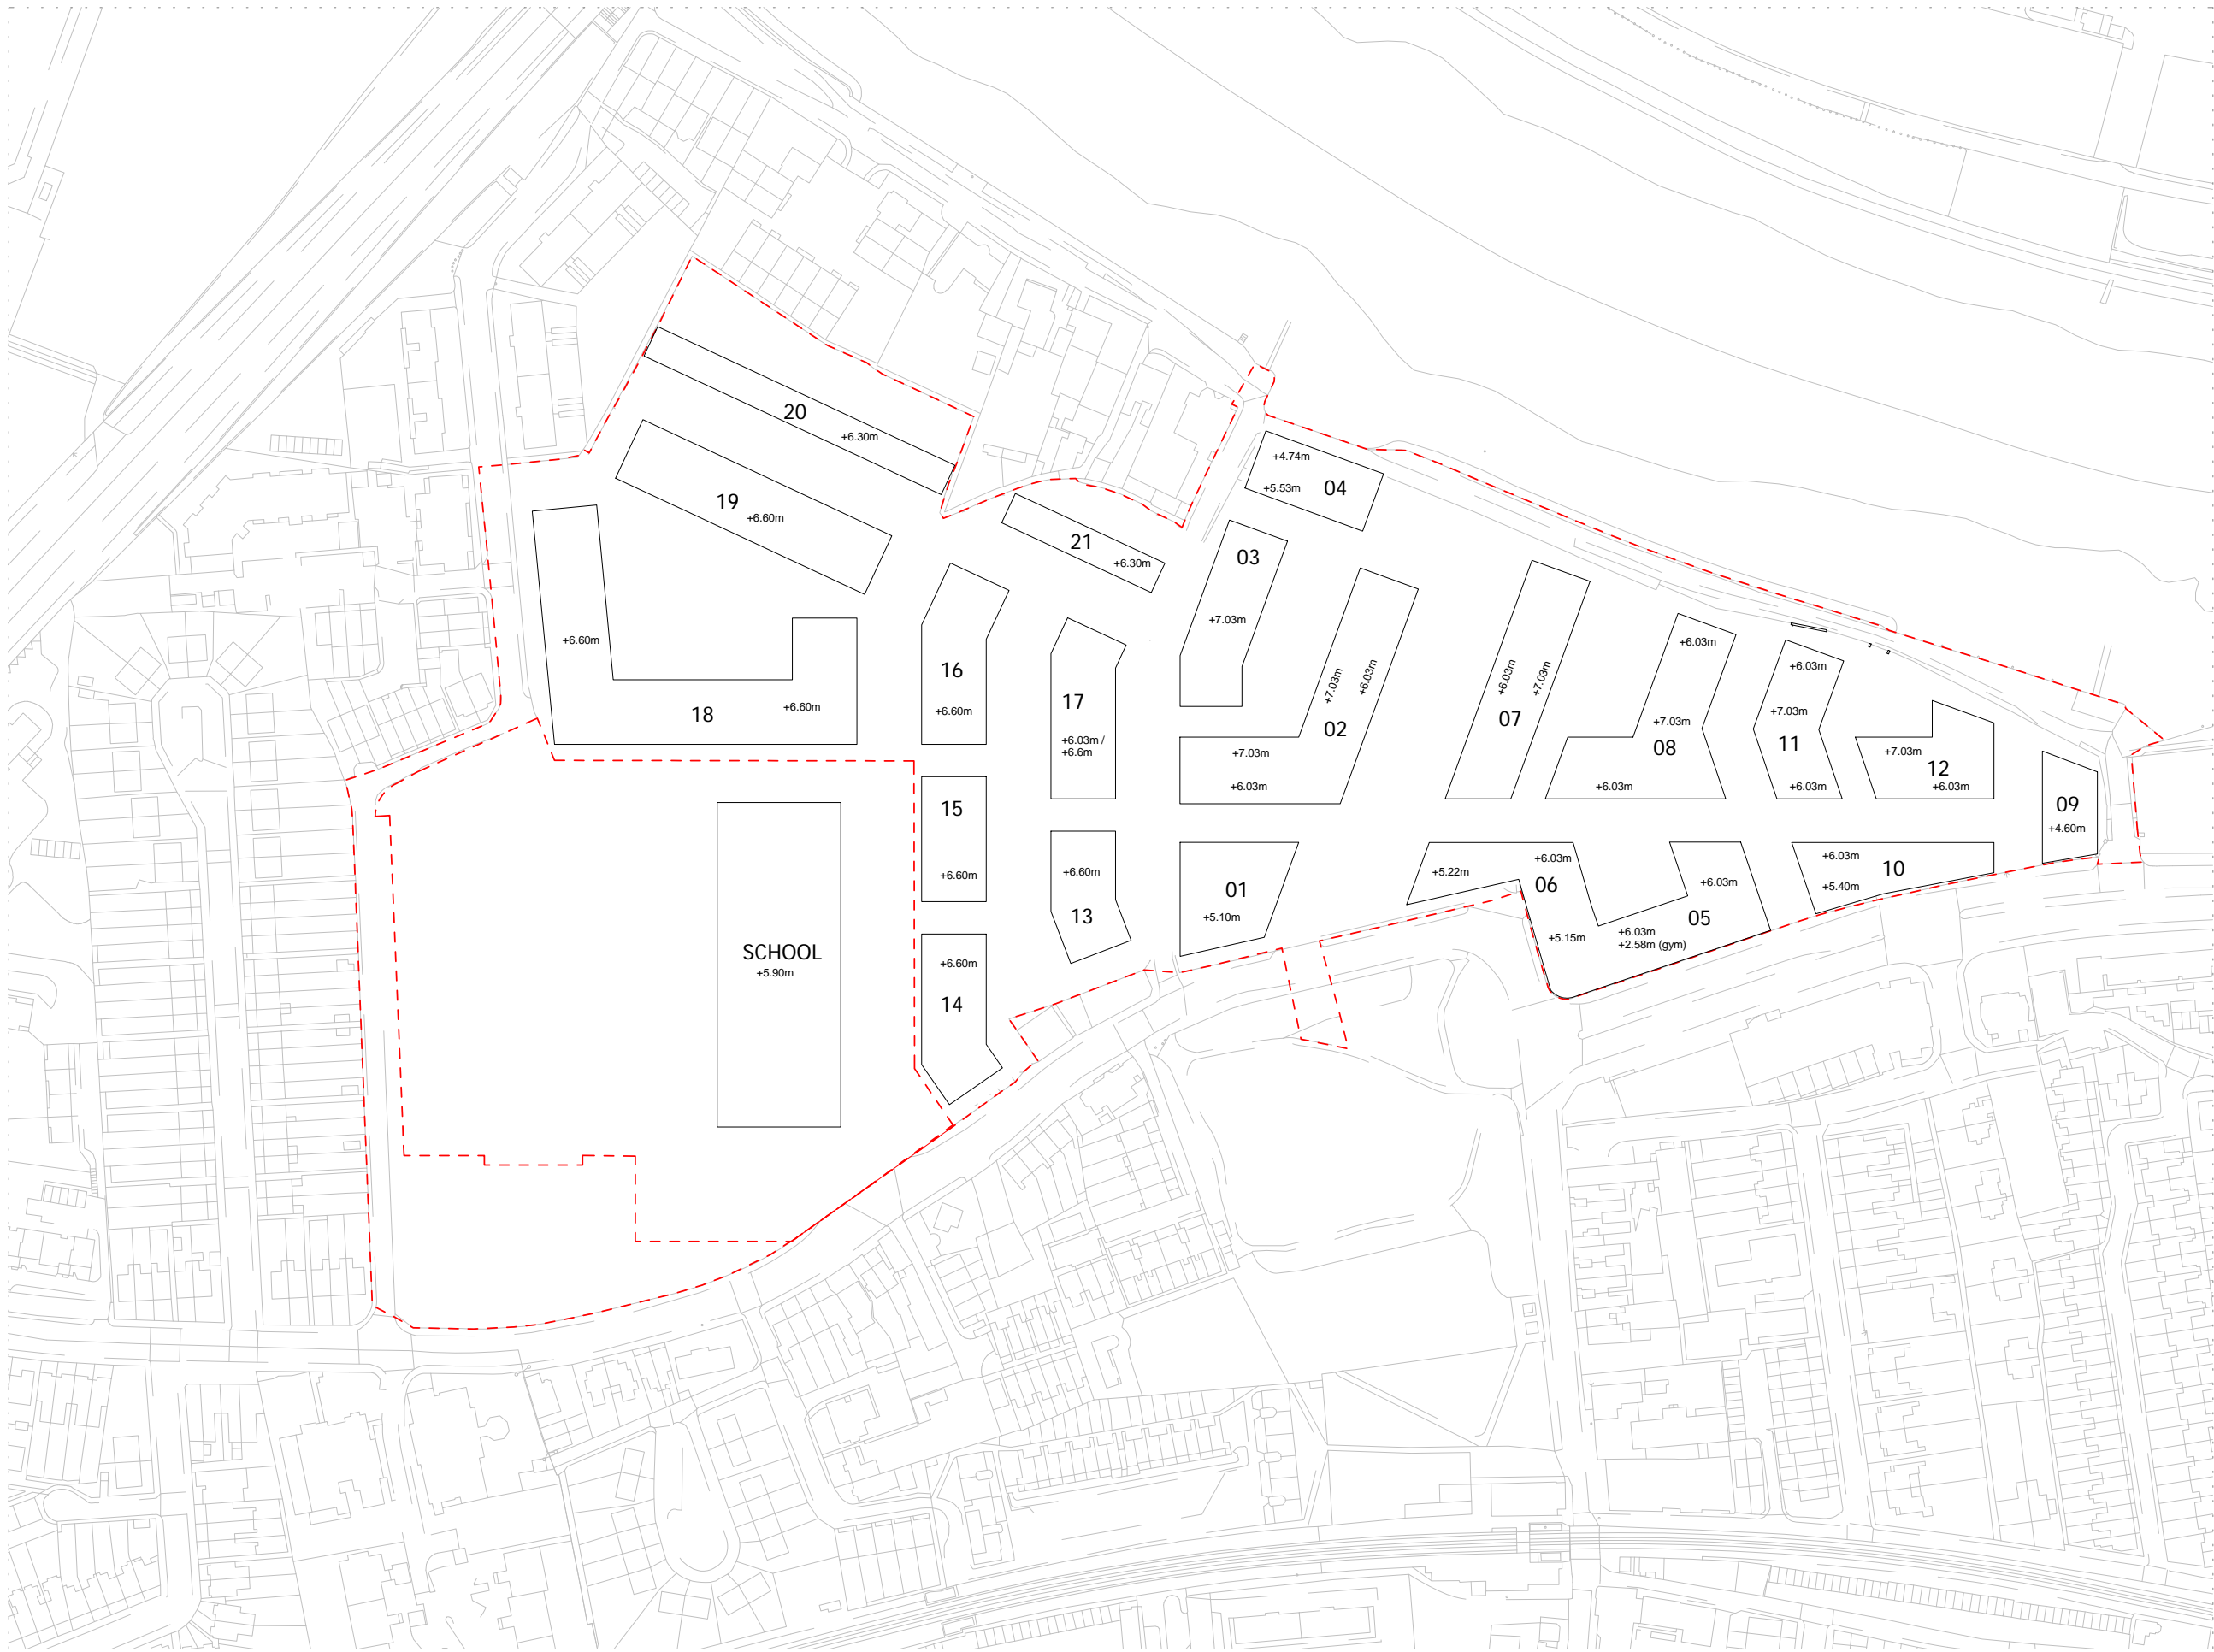 20
+6.30m
19
+6.60m
+4.74m
+5.53m
04
21
+6.30m
03
+7.03m
+6.60m
18
+6.60m
16
+6.60m
17
+6.03m /
+6.6m
+7.03m
+6.03m
02
+7.03m
+6.03m
+6.03m
+7.03m
07
+6.03m
+7.03m
08
+6.03m
+6.03m
+7.03m
11
+6.03m
+7.03m
12
+6.03m
09
+4.60m
15
+6.60m
+6.60m
13
01
+5.10m
+5.22m
+6.03m
06
+5.15m
+6.03m
05
+6.03m
+2.58m (gym)
+6.03m
10
+5.40m
SCHOOL
+5.90m
+6.60m
14